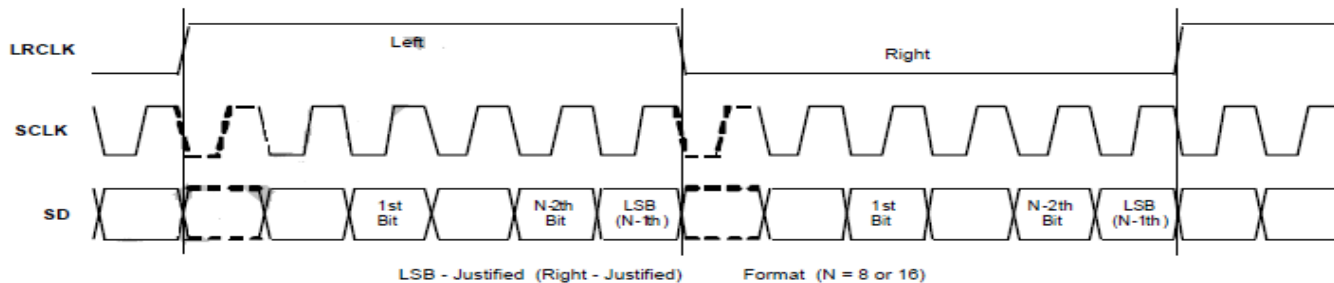 LRCLK
Left
Right
SCLK
SD
1st
Bit
N-2th
Bit
LSB
(N-1th)
1st
Bit
N-2th
Bit
LSB
(N-1th)
LSB - Justified (Right - Justified) Format (N = 8 or 16)